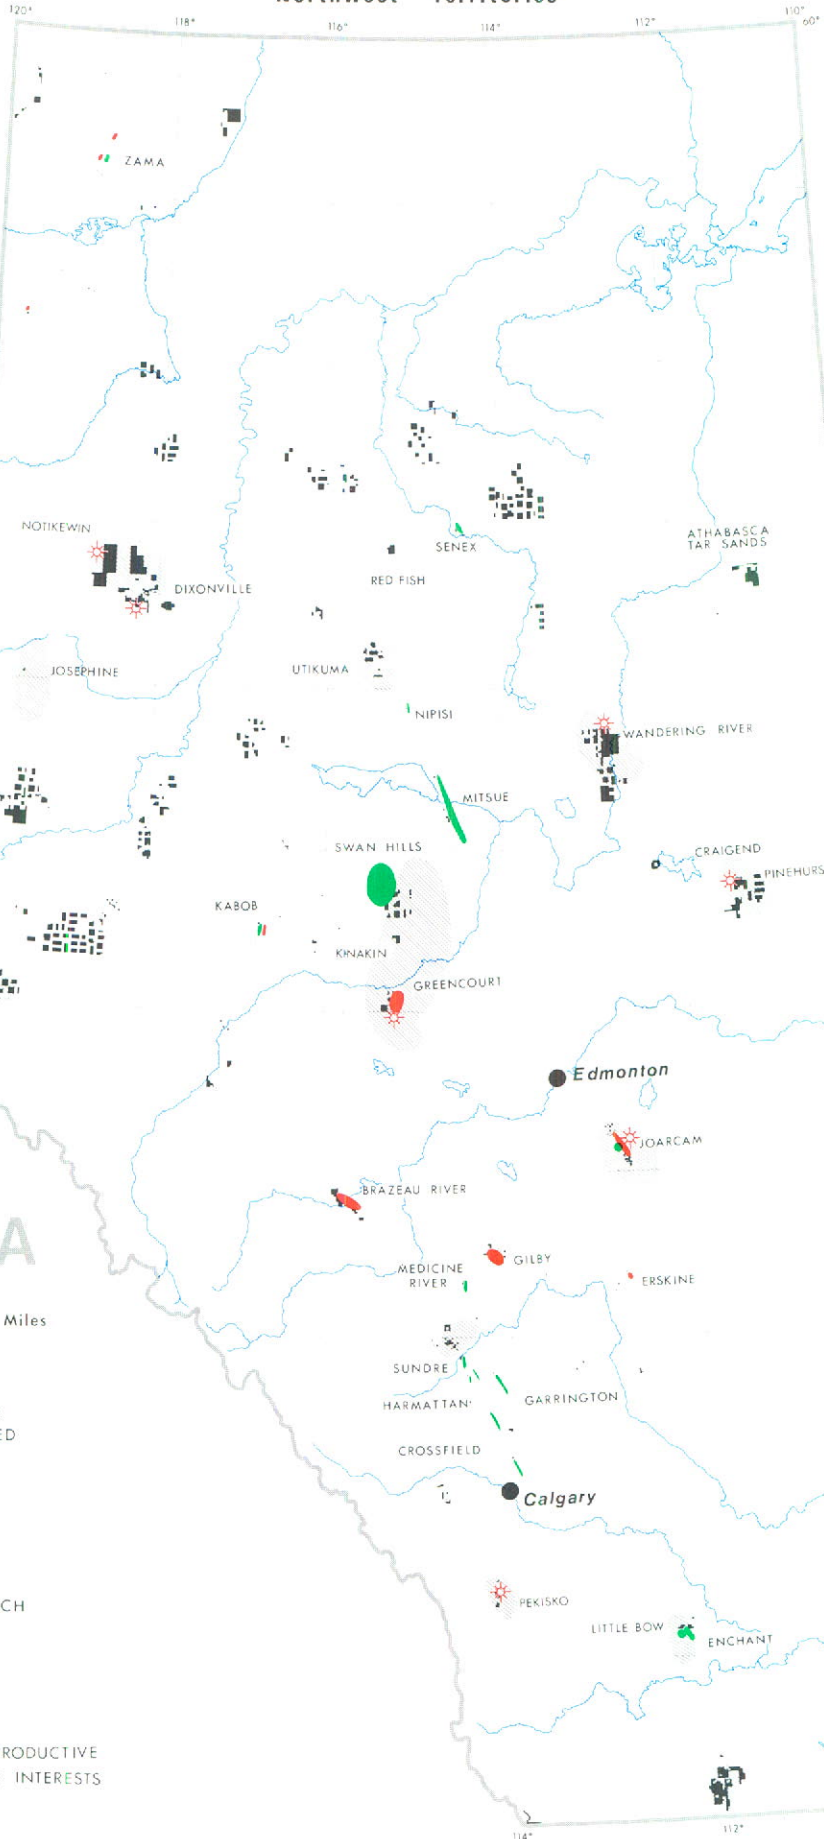 Northwest Territories
120°
118°
116°
114°
112°
110°
60°
ZAMA
NOTIKEWIN
DIXONVILLE
SENEX
RED FISH
ATHABASCA
TAR SANDS
JOSEPHINE
UTIKUMA
NIPISI
WANDERING RIVER
MITSUE
SWAN HILLS
CRAIGEND
PINEHURS
KABOB
KINAKIN
GREENCOURT
Edmonton
JOARCAM
BRAZEAU RIVER
A
GILBY
MEDICINE
RIVER
ERSKINE
Miles
SUNDRE
HARMATTAN
GARRINGTON
ED
CROSSFIELD
Calgary
CH
PEKISKO
LITTLE BOW
ENCHANT
RODUCTIVE
INTERESTS
114°
112°